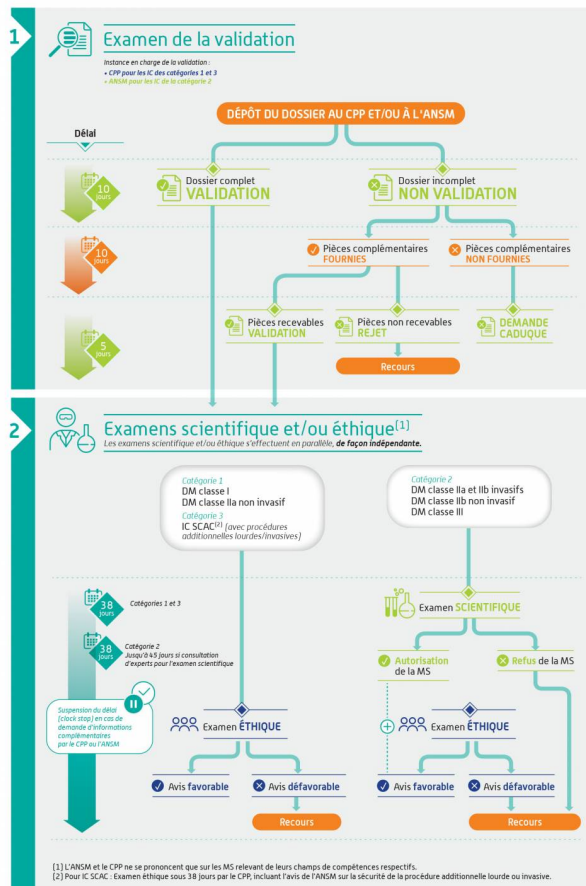 1
Examen de la validation
Instance en charge de la validation :
• CPP pour les IC des catégories 1 et 3
• ANSM pour les IC de la catégorie 2
DÉPÔT DU DOSSIER AU CPP ET/OU À L'ANSM
Délai
10
jours
Dossier complet
VALIDATION
Dossier incomplet
NON VALIDATION
10
jours
Pièces complémentaires
FOURNIES
Pièces complémentaires
NON FOURNIES
5
jours
Pièces recevables
VALIDATION
Pièces non recevables
REJET
DEMANDE
CADUQUE
Recours
2
Examens scientifique et/ou éthique[1]
Les examens scientifique et/ou éthique s'effectuent en parallèle, de façon indépendante.
Catégorie 1
DM classe I
DM classe IIa non invasif
Catégorie 3
IC SCAC[2] (avec procédures
additionnelles lourdes/invasives)
Catégorie 2
DM classe IIa et IIb invasifs
DM classe IIb non invasif
DM classe III
38
jours
Catégories 1 et 3
Examen SCIENTIFIQUE
38
jours
Catégorie 2
Jusqu'à 45 jours si consultation
d'experts pour l'examen scientifique
Autorisation
de la MS
Refus de la MS
Suspension du délai
(clock stop) en cas de
demande d'informations
complémentaires
par le CPP ou l'ANSM
Examen ÉTHIQUE
Examen ÉTHIQUE
Avis favorable
Avis défavorable
Avis favorable
Avis défavorable
Recours
Recours
[1] L'ANSM et le CPP ne se prononcent que sur les MS relevant de leurs champs de compétences respectifs.
[2] Pour IC SCAC : Examen éthique sous 38 jours par le CPP, incluant l'avis de l'ANSM sur la sécurité de la procédure additionnelle lourde ou invasive.